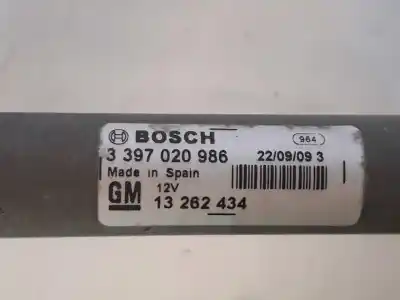 BOSCH 984
3 397 020 986 22/09/09 3
Made in Spain
12V
GM 13 262 434